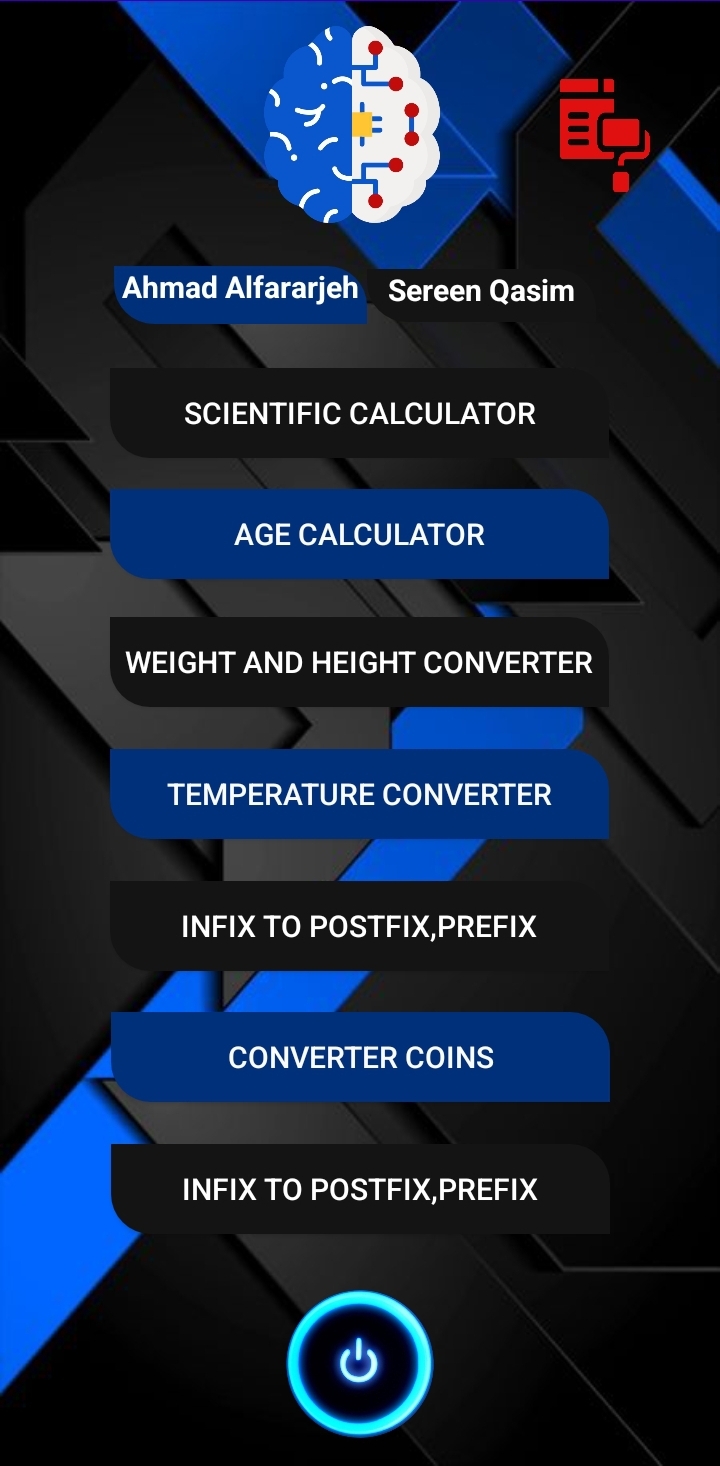 Ahmad Alfararjeh
Sereen Qasim
SCIENTIFIC CALCULATOR
AGE CALCULATOR
WEIGHT AND HEIGHT CONVERTER
TEMPERATURE CONVERTER
INFIX TO POSTFIX,PREFIX
CONVERTER COINS
INFIX TO POSTFIX,PREFIX